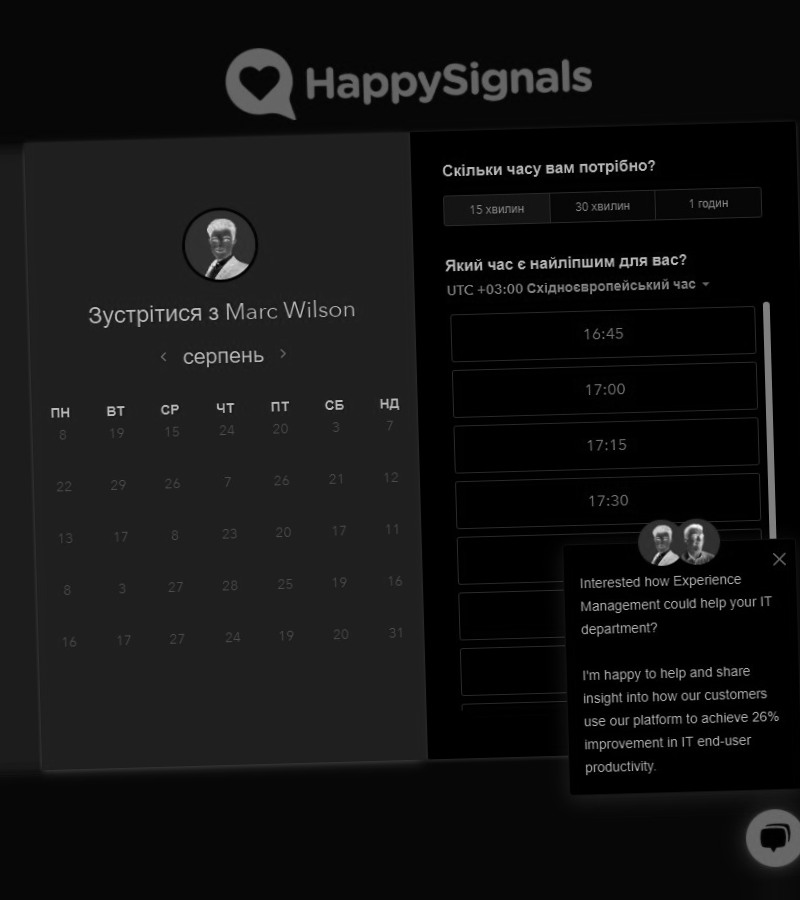 HappySignals
Зустрітися з Marc Wilson
серпень
ПН ВТ СР ЧТ ПТ СБ НД
8 19 15 24 20 3 7
22 29 26 7 26 21 12
13 17 8 23 20 17 11
8 3 27 28 25 19 16
16 17 27 24 19 20 31
Скільки часу вам потрібно?
15 хвилин 30 хвилин 1 годин
Який час є найліпшим для вас?
UTC +03:00 Східноєвропейський час
16:45
17:00
17:15
17:30
Interested how Experience
Management could help your IT
department?
I'm happy to help and share
insight into how our customers
use our platform to achieve 26%
improvement in IT end-user
productivity.